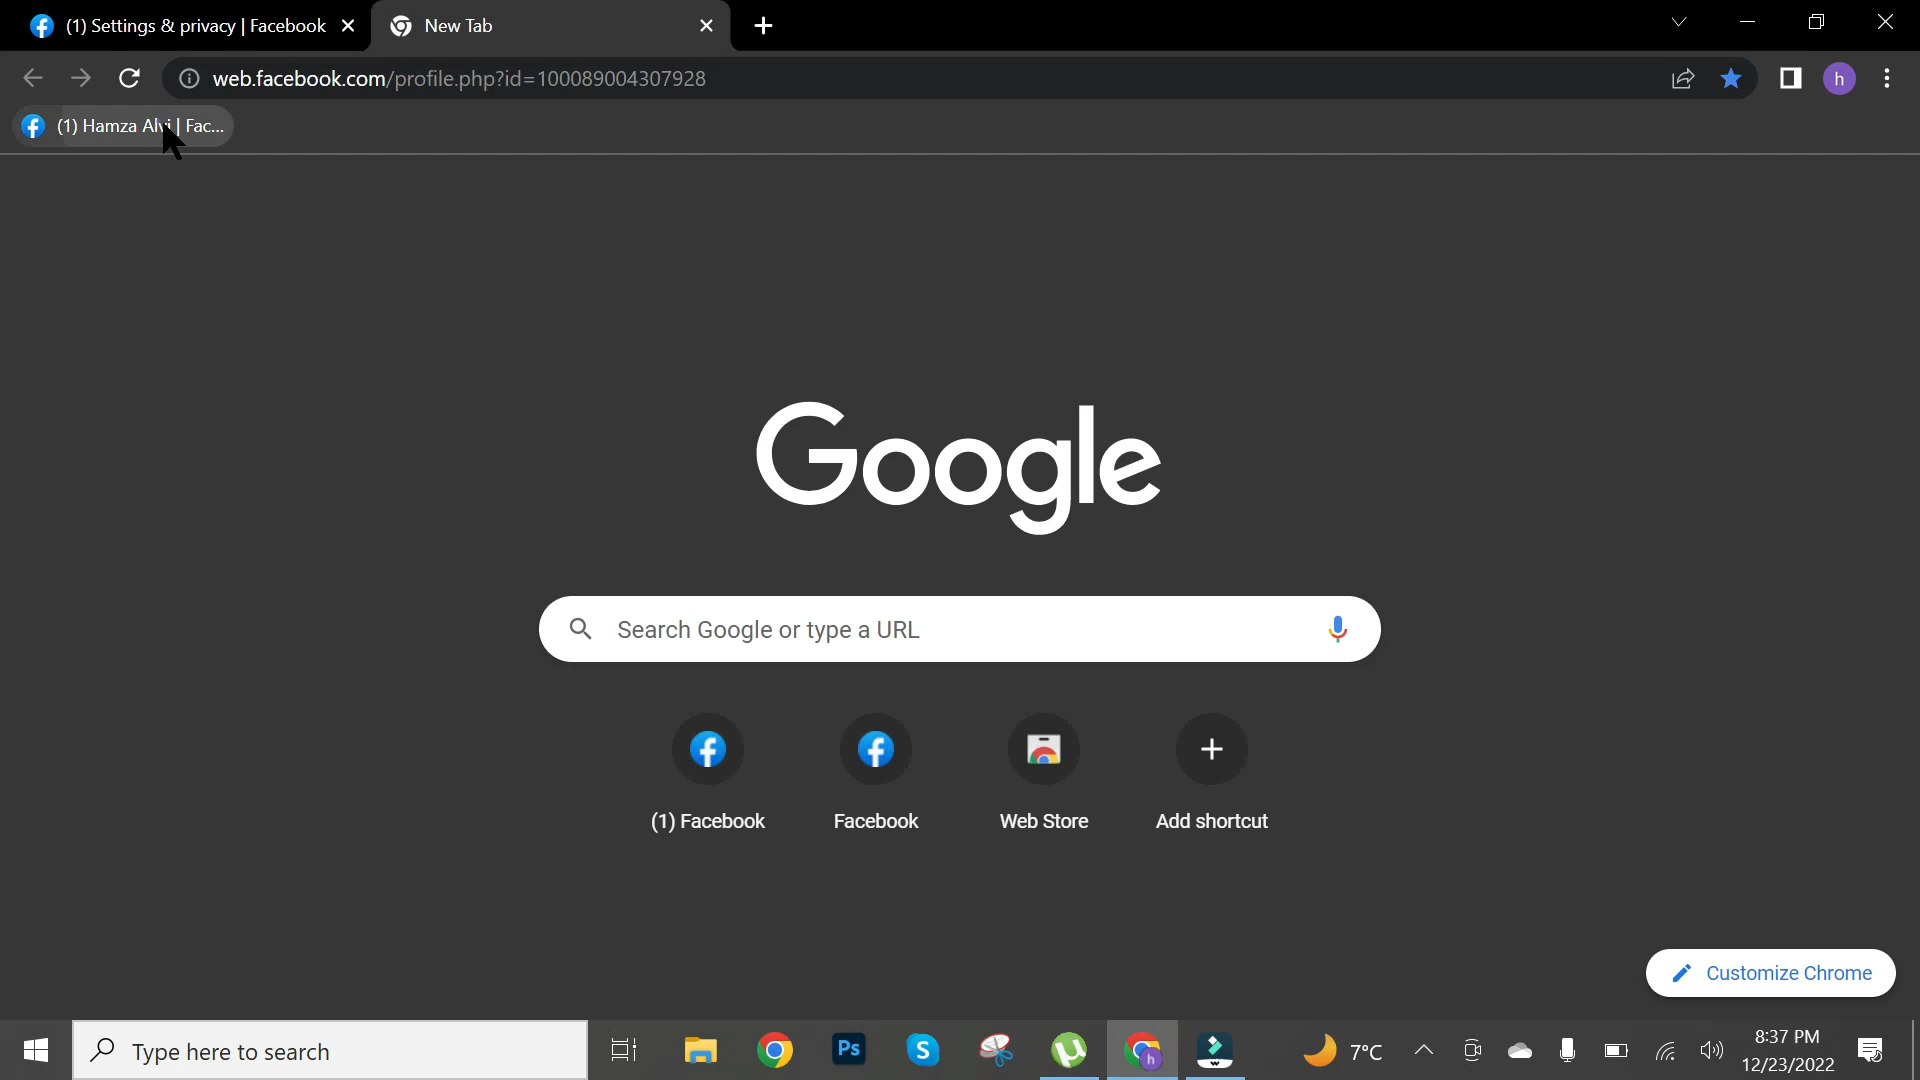 (1) Settings & privacy | Facebook
New Tab
web.facebook.com/profile.php?id=100089004307928
h
(1) Hamza Alvi | Fac...
Google
Search Google or type a URL
(1) Facebook
Facebook
Web Store
Add shortcut
Customize Chrome
Type here to search
Ps
S
h
7°C
8:37 PM
12/23/2022